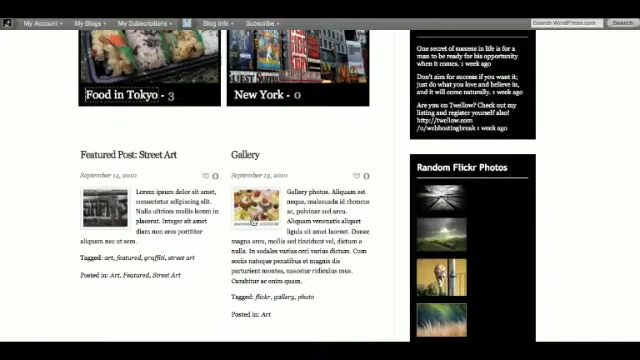 My Account
My Blogs
My Subscriptions
Blog Info
Subscribe
Search WordPress.com
Search
Food in Tokyo - 3
New York - 0
One secret of success in life is for a
man to be ready for his opportunity
when it comes. 1 week ago
Don't aim for success if you want it;
just do what you love and believe in,
and it will come naturally. 1 week ago
Are you on Twellow? Check out my
listing and register yourself also!
http://twellow.com
/u/webhostingbreak 1 week ago
Featured Post: Street Art
September 14, 2010
0
Lorem ipsum dolor sit amet,
consectetur adipiscing elit.
Nulla ultrices mollis lorem in
placerat. Integer sit amet
diam non eros porttitor
aliquam nec ut sem.
Tagged: art, featured, graffiti, street art
Posted in: Art, Featured, Street Art
Gallery
September 13, 2010
0
Gallery photos. Aliquam est
neque, malesuada id rhoncus
ac, pulvinar sed arcu.
Aliquam venenatis aliquet
ligula sit amet laoreet. Donec
magna arcu, mollis sed tincidunt vel, dictum a
nulla. In sodales varius orci varius dictum. Cum
sociis natoque penatibus et magnis dis
parturient montes, nascetur ridiculus mus.
Curabitur ac enim quam.
Tagged: flickr, gallery, photo
Posted in: Art
Random Flickr Photos